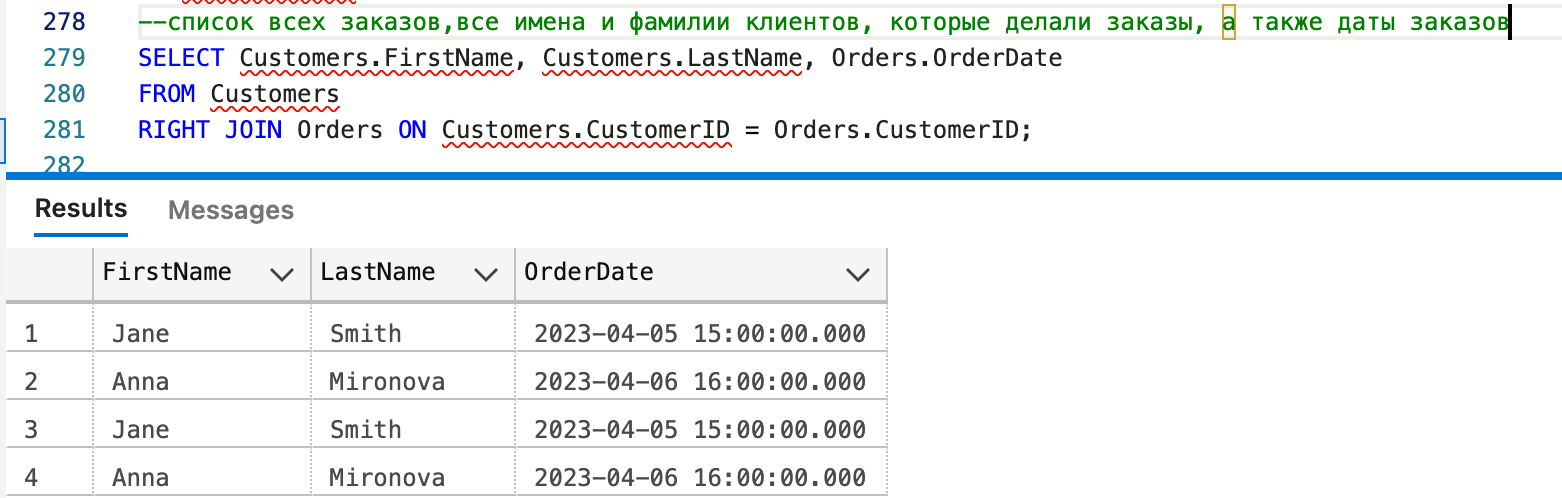 278 --список всех заказов,все имена и фамилии клиентов, которые делали заказы, а также даты заказов
279 SELECT Customers.FirstName, Customers.LastName, Orders.OrderDate
280 FROM Customers
281 RIGHT JOIN Orders ON Customers.CustomerID = Orders.CustomerID;
282
Results Messages
FirstName LastName OrderDate
1 Jane Smith 2023-04-05 15:00:00.000
2 Anna Mironova 2023-04-06 16:00:00.000
3 Jane Smith 2023-04-05 15:00:00.000
4 Anna Mironova 2023-04-06 16:00:00.000